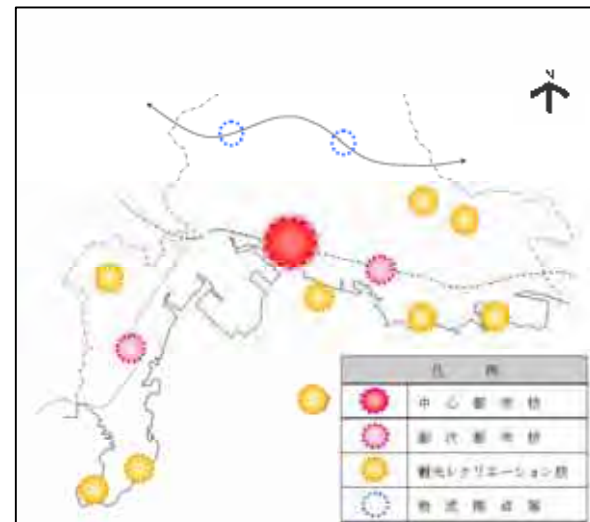 N
凡 例
中 心 都 市 核
副 次 都 市 核
観光レクリエーション核
物 流 拠 点 等